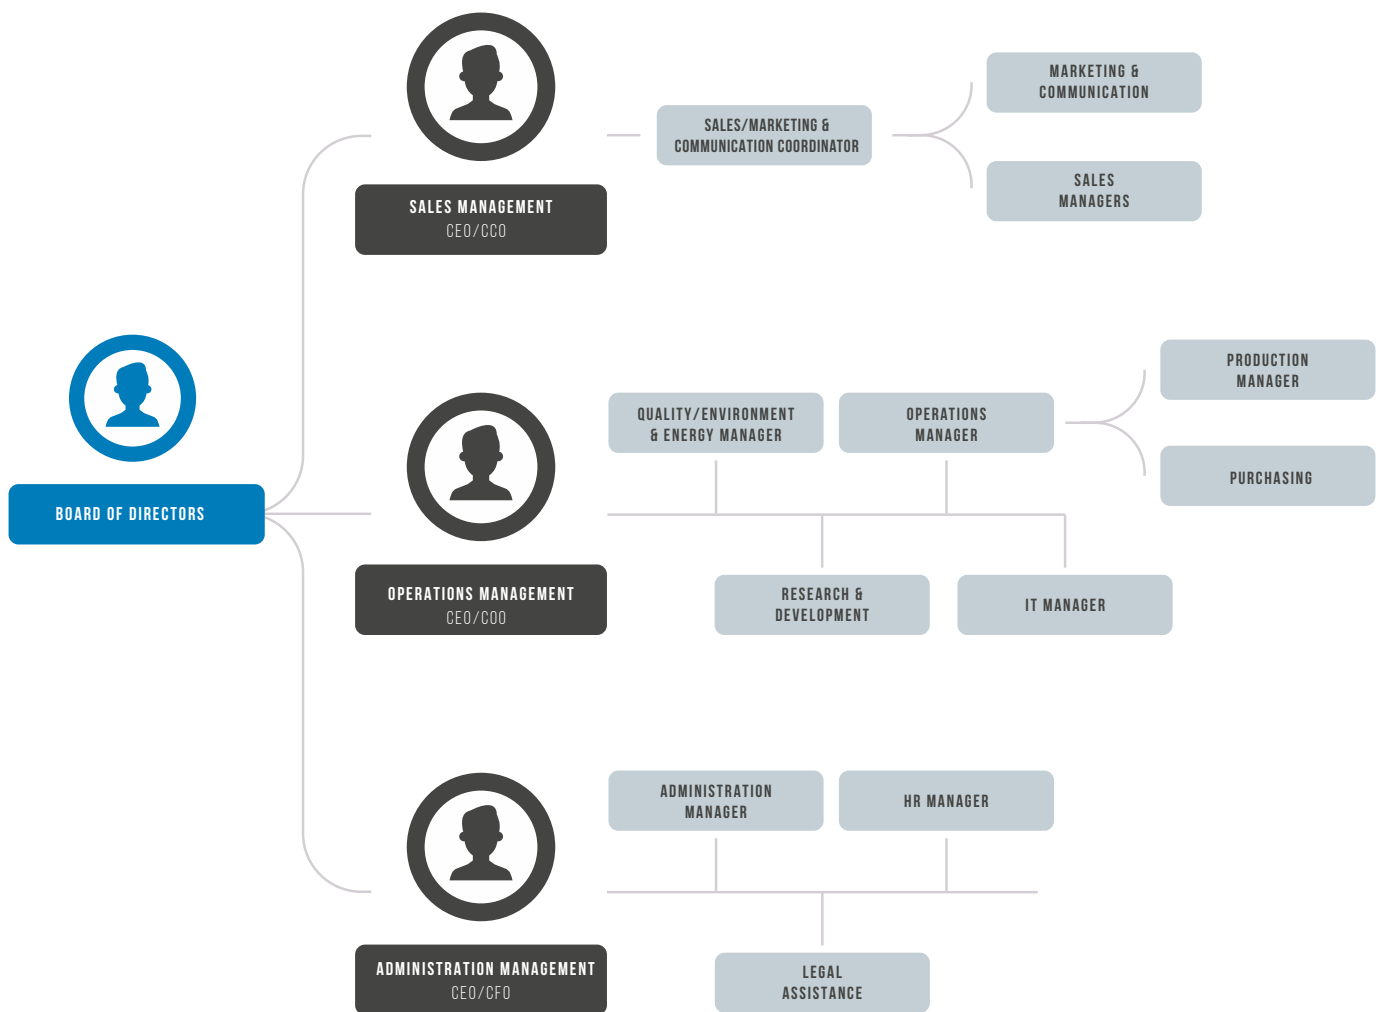 MARKETING &
COMMUNICATION
SALES/MARKETING &
COMMUNICATION COORDINATOR
SALES
MANAGERS
SALES MANAGEMENT
CEO/CCO
PRODUCTION
MANAGER
QUALITY/ENVIRONMENT
& ENERGY MANAGER
OPERATIONS
MANAGER
PURCHASING
BOARD OF DIRECTORS
OPERATIONS MANAGEMENT
CEO/COO
RESEARCH &
DEVELOPMENT
IT MANAGER
ADMINISTRATION
MANAGER
HR MANAGER
ADMINISTRATION MANAGEMENT
CEO/CFO
LEGAL
ASSISTANCE